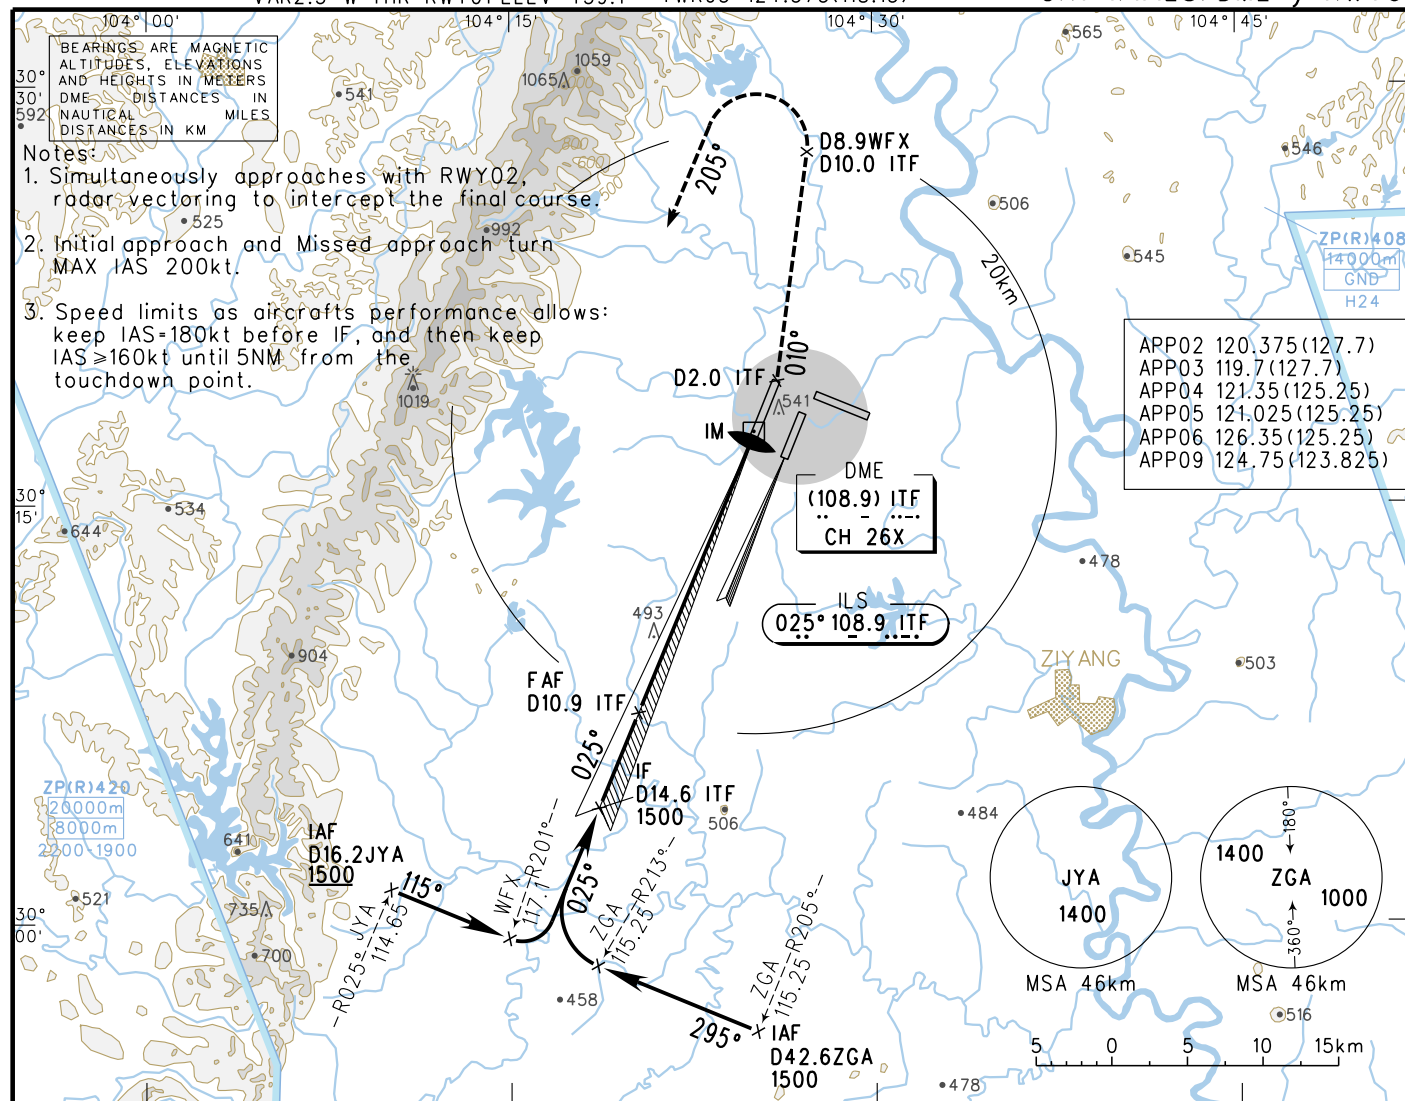 104° 00'
104° 15'
104° 30'
104° 45'
BEARINGS ARE MAGNETIC
ALTITUDES, ELEVATIONS
AND HEIGHTS IN METERS
DME DISTANCES IN
NAUTICAL MILES
DISTANCES IN KM
30°
30'
592
541
1065
1059
800
600
565
546
506
545
525
992
Notes:
1. Simultaneously approaches with RWY02,
radar vectoring to intercept the final course.
2. Initial approach and Missed approach turn
MAX IAS 200kt.
3. Speed limits as aircrafts performance allows:
keep IAS=180kt before IF, and then keep
IAS≥160kt until 5NM from the
touchdown point.
205°
D8.9WFX
D10.0 ITF
20km
ZP(R)408
14000m
GND
H24
APP02 120.375(127.7)
APP03 119.7(127.7)
APP04 121.35(125.25)
APP05 121.025(125.25)
APP06 126.35(125.25)
APP09 124.75(123.825)
010°
D2.0 ITF
541
IM
1019
DME
(108.9) ITF
CH 26X
30°
15'
534
644
478
493
ILS
025° 108.9 ITF
904
ZIYANG
503
FAF
D10.9 ITF
025°
IF
D14.6 ITF
1500
506
484
ZP(R)420
20000m
8000m
2200-1900
641
IAF
D16.2JYA
1500
115°
WFX
117.1
R201°
025°
ZGA
115.25
R213°
ZGA
115.25
R205°
R025° JYA
114.65
521
735
700
30°
00'
458
295°
IAF
D42.6ZGA
1500
478
JYA
1400
MSA 46km
180°
1400
ZGA
1000
360°
MSA 46km
516
5 0 5 10 15km